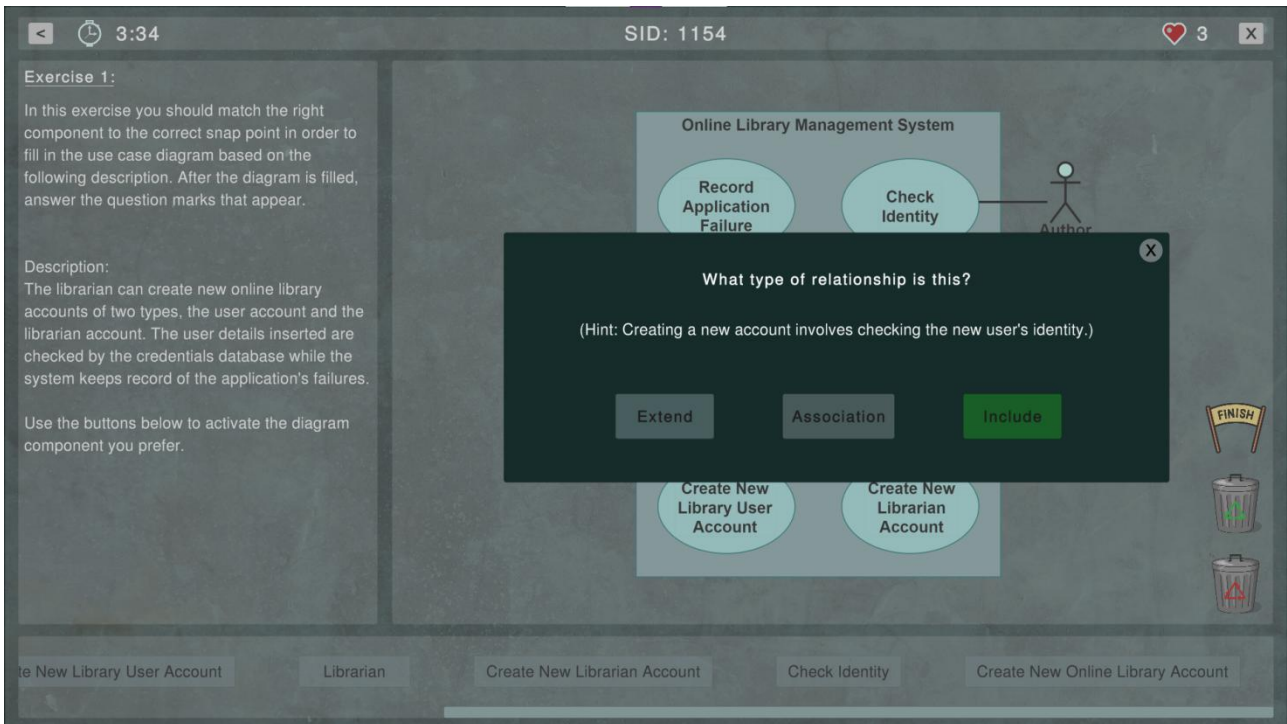 <
3:34
SID: 1154
3
X
Exercise 1:
In this exercise you should match the right
component to the correct snap point in order to
fill in the use case diagram based on the
following description. After the diagram is filled,
answer the question marks that appear.
Description:
The librarian can create new online library
accounts of two types, the user account and the
librarian account. The user details inserted are
checked by the credentials database while the
system keeps record of the application's failures.
Use the buttons below to activate the diagram
component you prefer.
Online Library Management System
Record
Application
Failure
Check
Identity
Author
X
What type of relationship is this?
(Hint: Creating a new account involves checking the new user's identity.)
Extend
Association
Include
Create New
Library User
Account
Create New
Librarian
Account
FINISH
te New Library User Account
Librarian
Create New Librarian Account
Check Identity
Create New Online Library Account